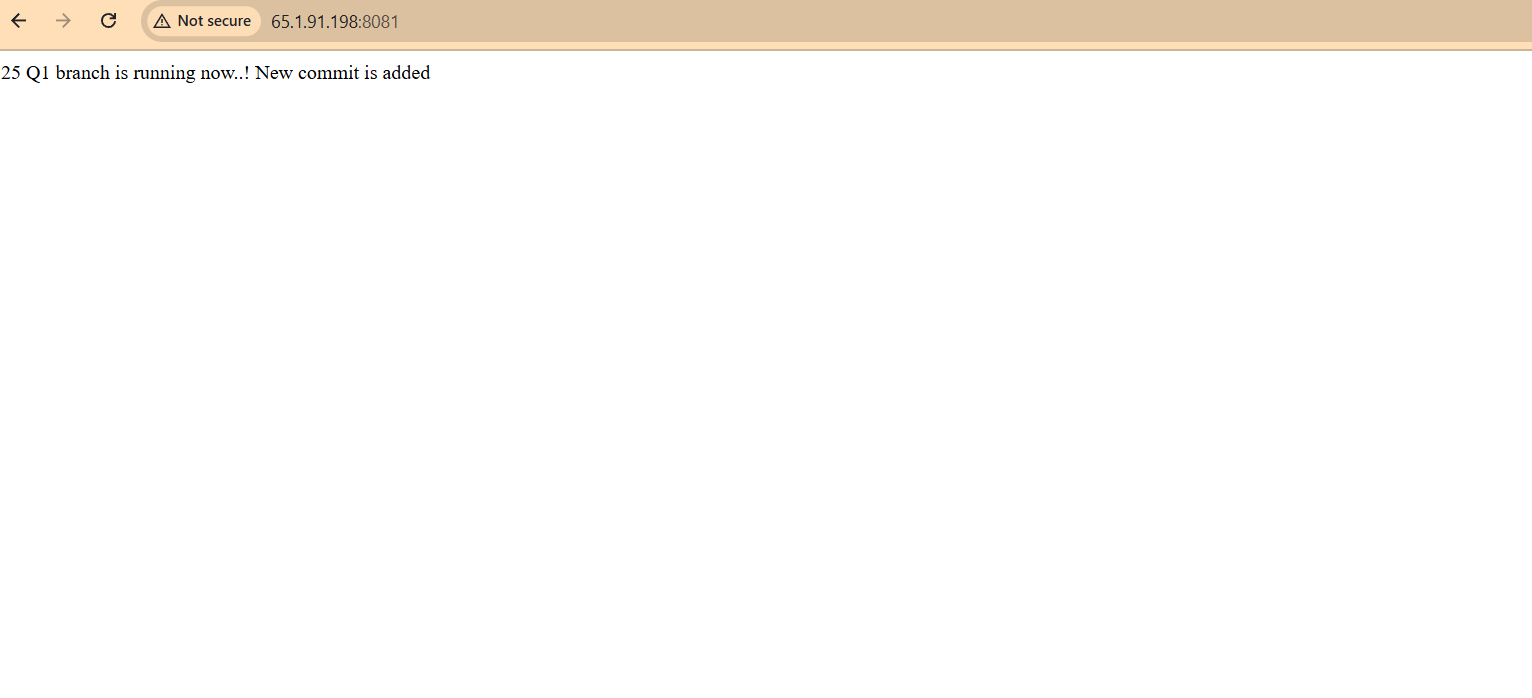 Not secure 65.1.91.198:8081
25 Q1 branch is running now..! New commit is added